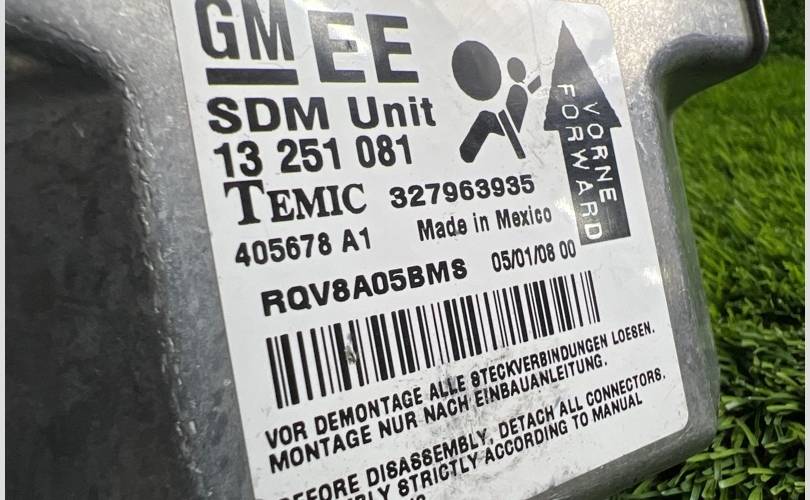 GM EE
SDM Unit
13 251 081
TEMIC 327963935
405678 A1 Made in Mexico
RQV8A05BMS 05/01/08 00
VORNE
FORWARD
VOR DEMONTAGE ALLE STECKVERBINDUNGEN LOESEN.
MONTAGE NUR NACH EINBAUANLEITUNG.
BEFORE DISASSEMBLY, DETACH ALL CONNECTORS.
STRICTLY ACCORDING TO MANUAL